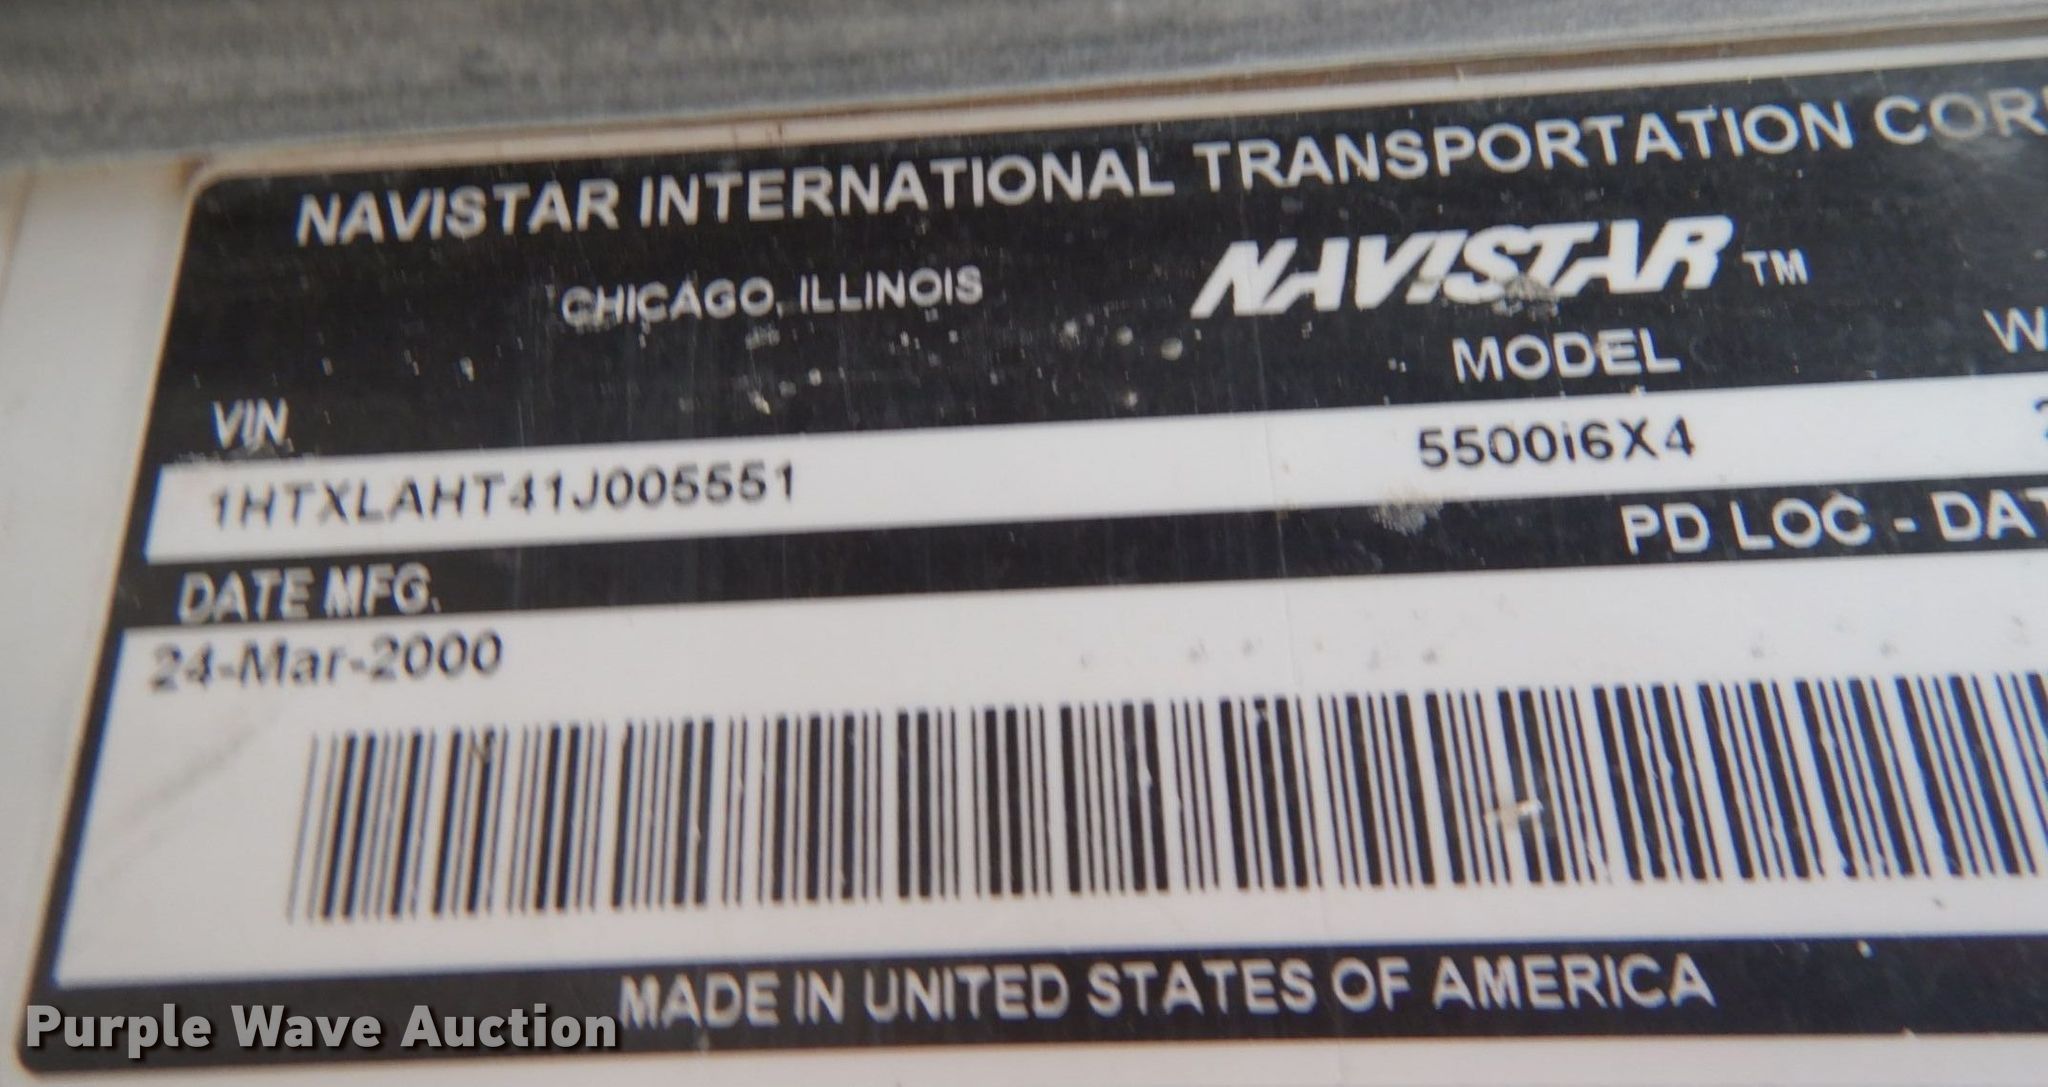 NAVISTAR INTERNATIONAL TRANSPORTATION COR
CHICAGO, ILLINOIS
NAVISTAR TM
VIN
MODEL
W
1HTXLAHT41J005551
5500i6X4
DATE MFG.
PD LOC - DAT
24-Mar-2000
MADE IN UNITED STATES OF AMERICA
Purple Wave Auction